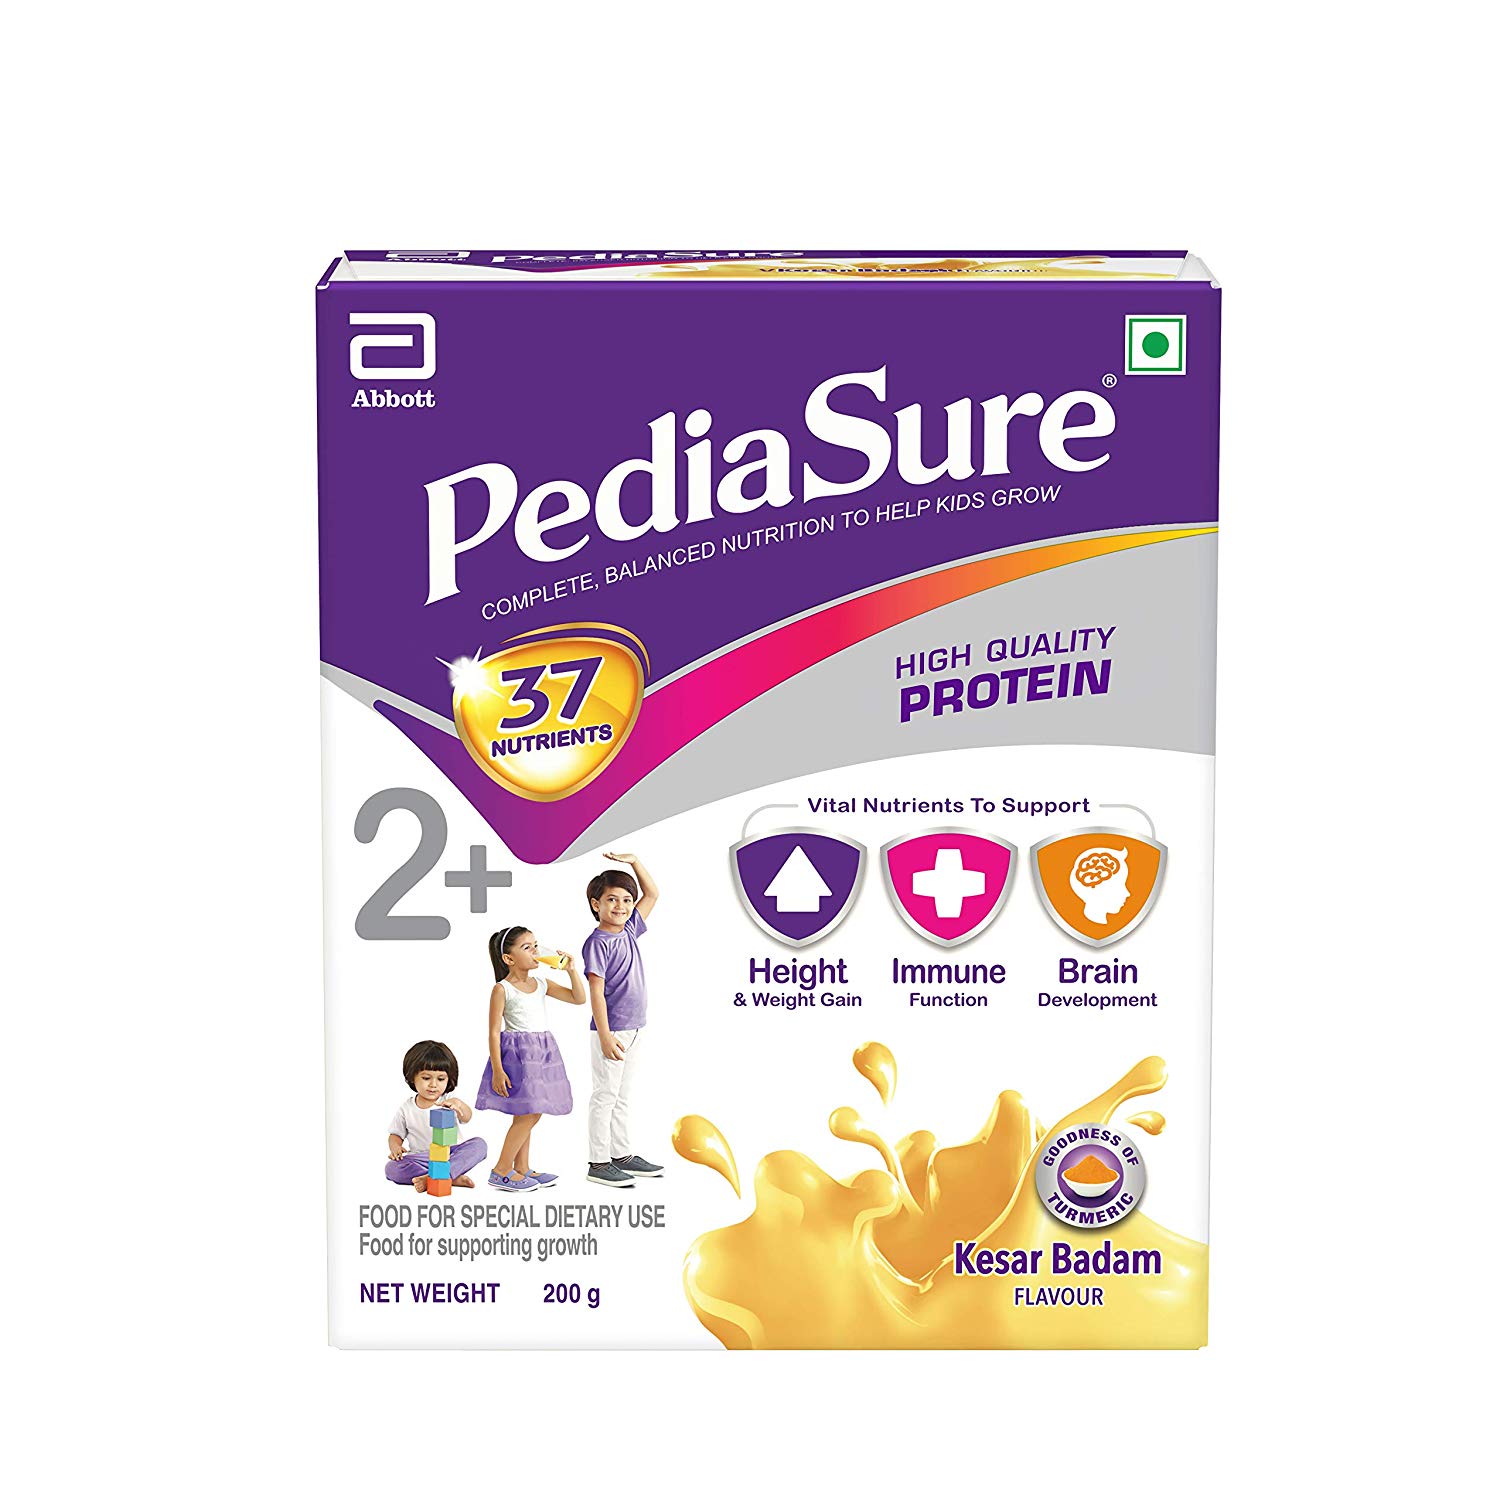 Abbott
PediaSure
Abbott
PediaSure®
COMPLETE, BALANCED NUTRITION TO HELP KIDS GROW
37
NUTRIENTS
HIGH QUALITY
PROTEIN
2+
Vital Nutrients To Support
Height
& Weight Gain
Immune
Function
Brain
Development
GOODNESS OF
TURMERIC
Kesar Badam
FLAVOUR
FOOD FOR SPECIAL DIETARY USE
Food for supporting growth
NET WEIGHT 200 g